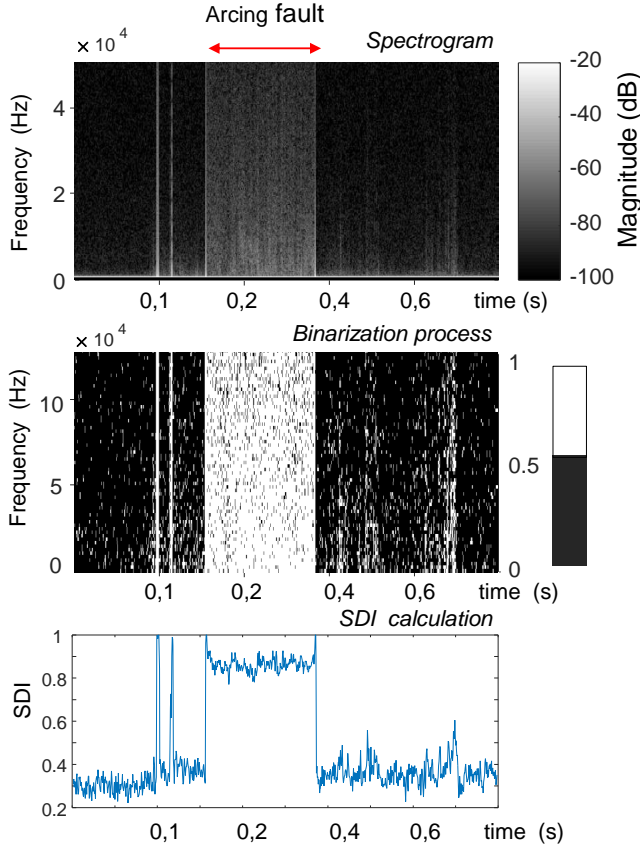 Arcing fault
× 10 4
Spectrogram
Frequency (Hz)
4
2
0
0,1
0,2
0,4
0,6
time (s)
-20
-40
-60
-80
-100
Magnitude (dB)
× 10 4
Binarization process
Frequency (Hz)
10
5
0
0,1
0,2
0,4
0,6
time (s)
1
0.5
0
SDI calculation
SDI
1
0.8
0.6
0.4
0.2
0,1
0,2
0,4
0,6
time (s)